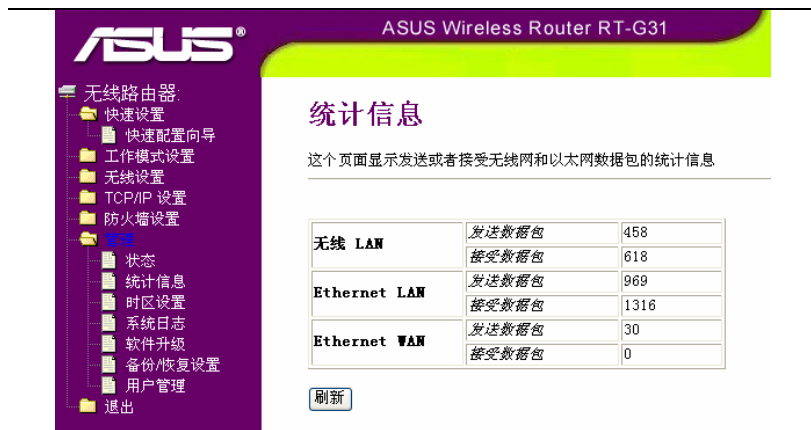 ASUS®
ASUS Wireless Router RT-G31
无线路由器:
快速设置
快速配置向导
工作模式设置
无线设置
TCP/IP 设置
防火墙设置
管理
状态
统计信息
时区设置
系统日志
软件升级
备份/恢复设置
用户管理
退出
统计信息
这个页面显示发送或者接受无线网和以太网数据包的统计信息
无线 LAN
发送数据包 458
接受数据包 618
Ethernet LAN
发送数据包 969
接受数据包 1316
Ethernet WAN
发送数据包 30
接受数据包 0
刷新